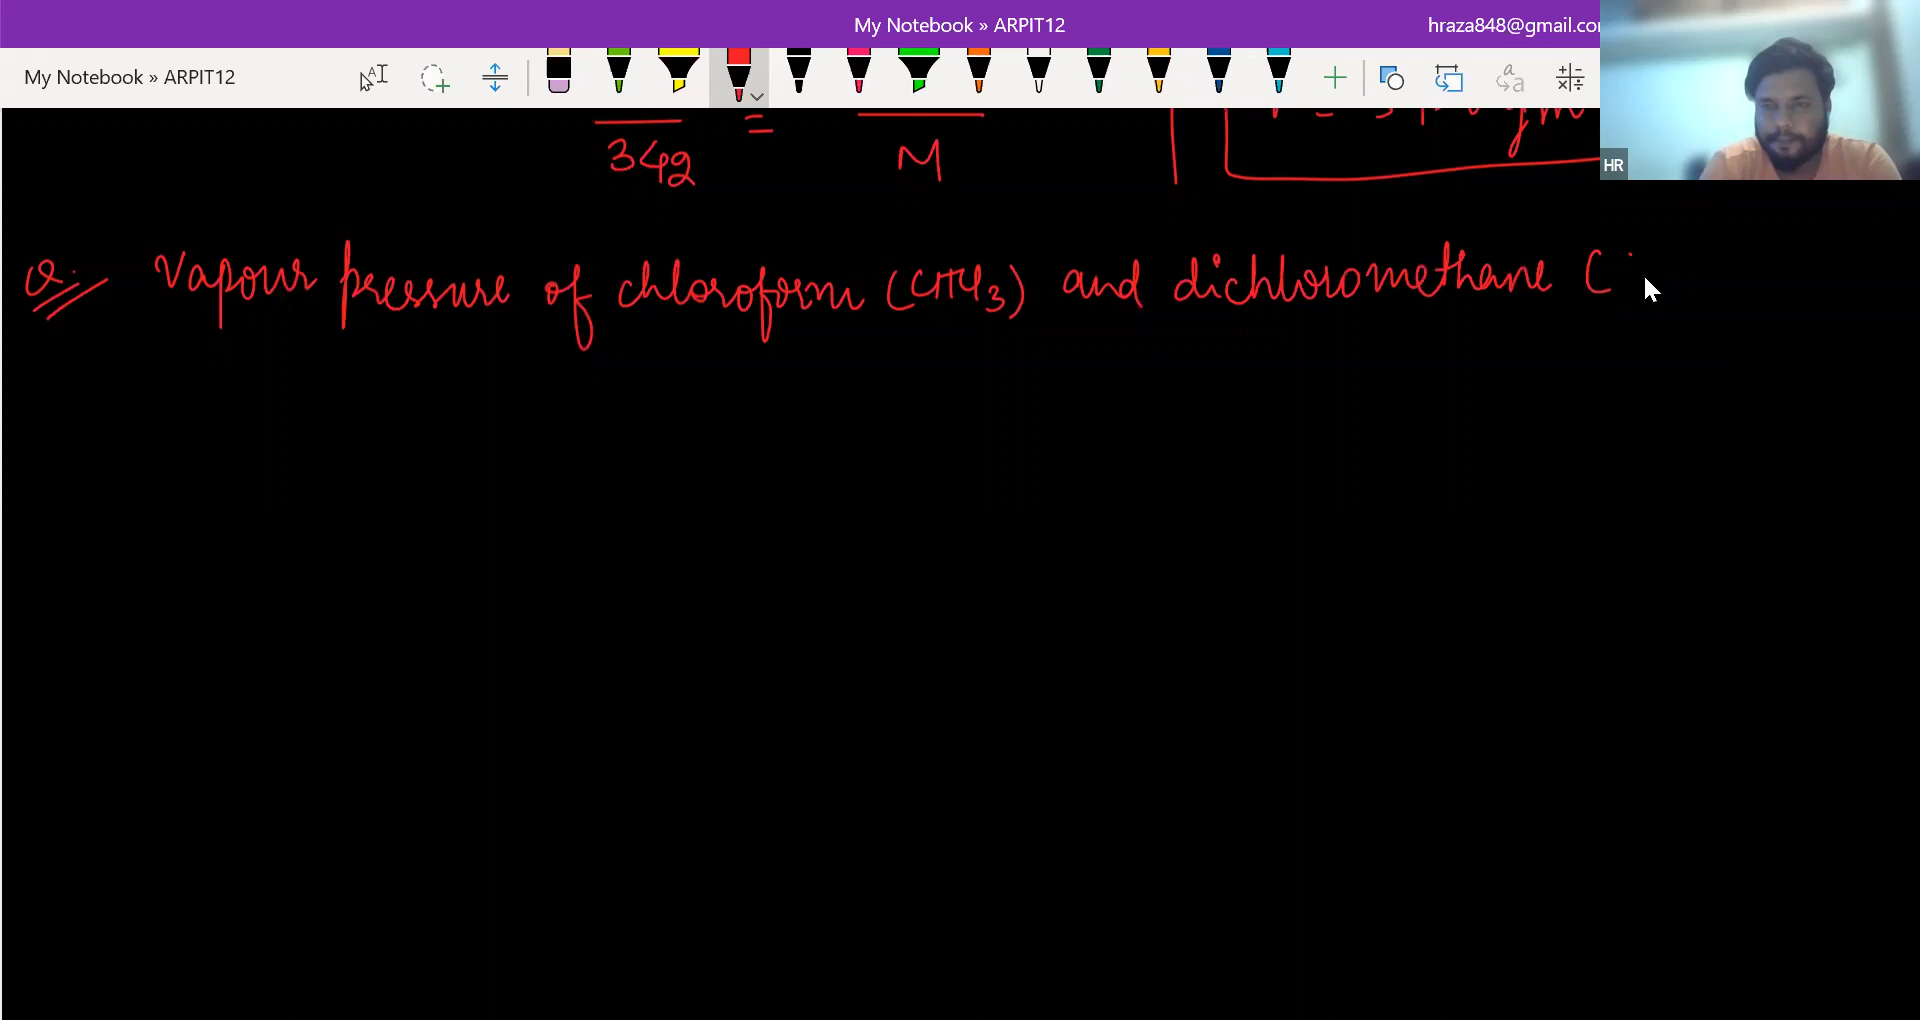 My Notebook » ARPIT12
hraza848@gmail.co
My Notebook » ARPIT12
HR
342 = M
Q. Vapour pressure of chloroform (CHCl3) and dichloromethane (